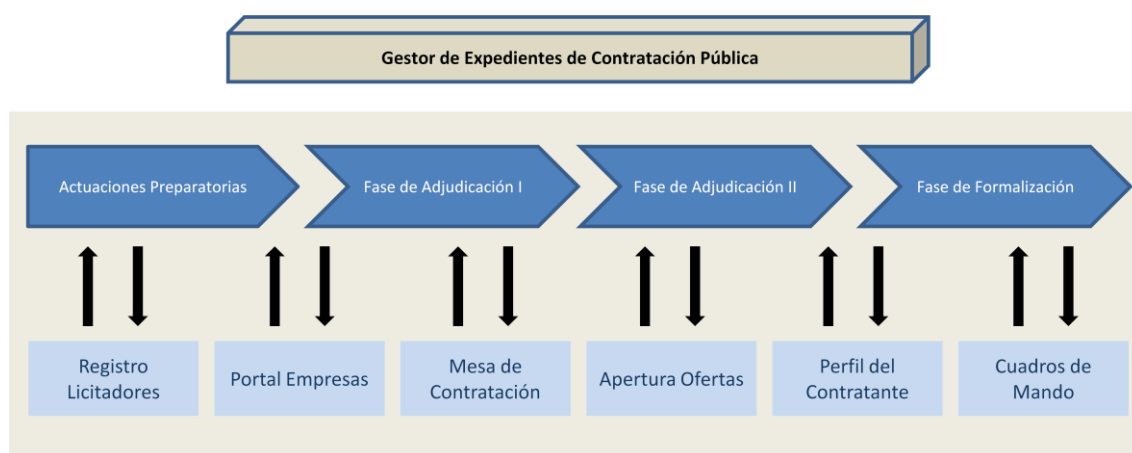 Gestor de Expedientes de Contratación Pública
Actuaciones Preparatorias
Fase de Adjudicación I
Fase de Adjudicación II
Fase de Formalización
Registro
Licitadores
Portal Empresas
Mesa de
Contratación
Apertura Ofertas
Perfil del
Contratante
Cuadros de
Mando